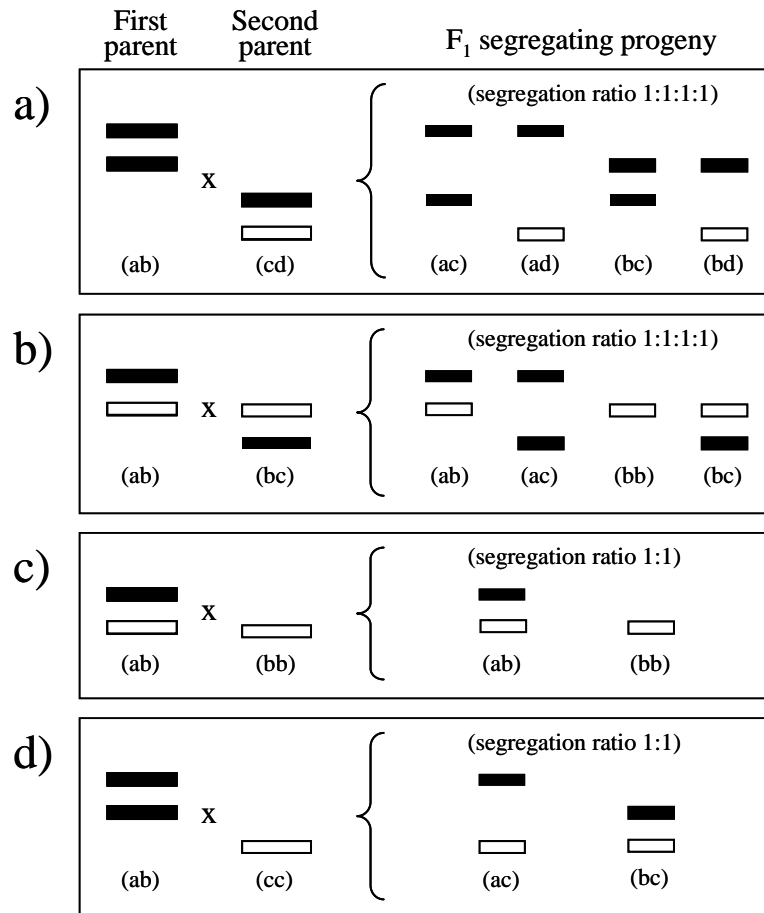 First parent
Second parent
F₁ segregating progeny
a)
(segregation ratio 1:1:1:1)
x
(ab) (cd) (ac) (ad) (bc) (bd)
b)
(segregation ratio 1:1:1:1)
x
(ab) (bc) (ab) (ac) (bb) (bc)
c)
(segregation ratio 1:1)
x
(ab) (bb) (ab) (bb)
d)
(segregation ratio 1:1)
x
(ab) (cc) (ac) (bc)